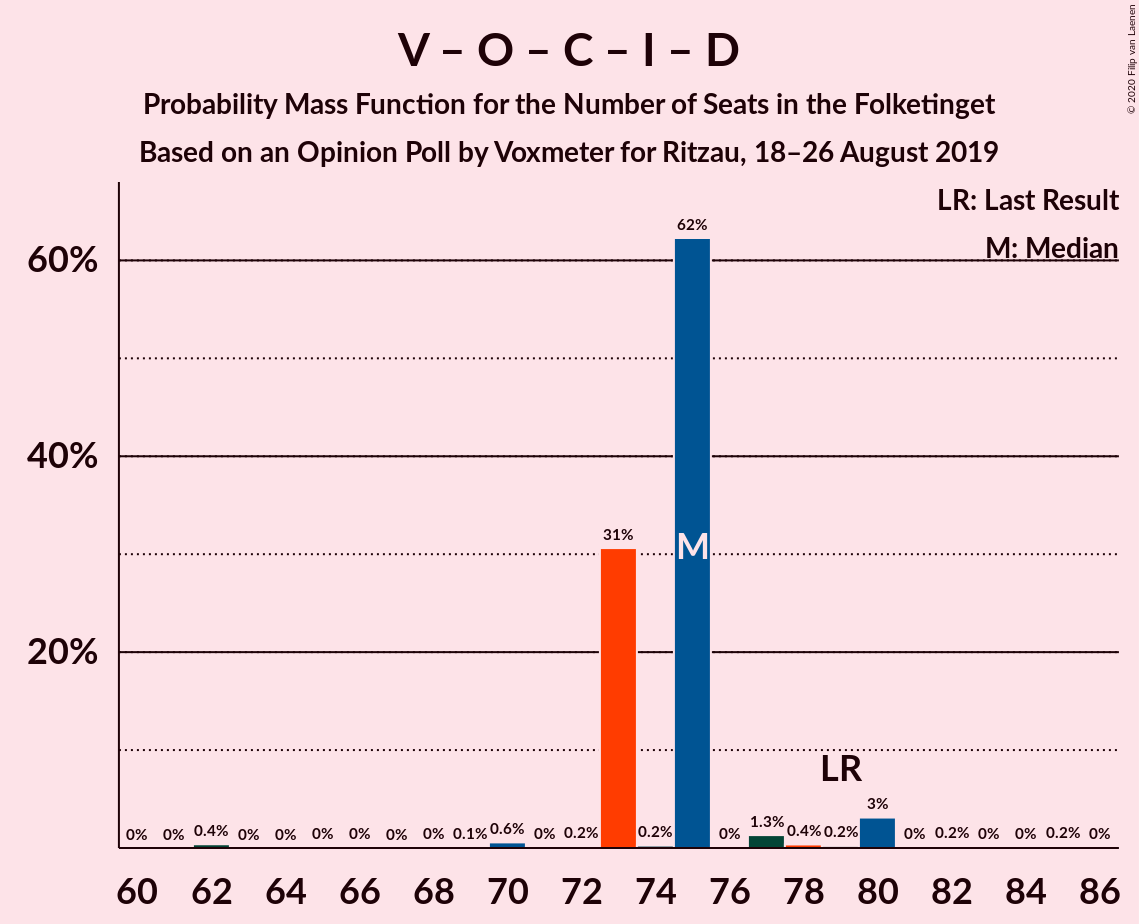 V – O – C – I – D
Probability Mass Function for the Number of Seats in the Folketinget
Based on an Opinion Poll by Voxmeter for Ritzau, 18–26 August 2019
© 2020 Filip van Laenen
LR: Last Result
M: Median
60%
40%
20%
0% 0% 0.4% 0% 0% 0% 0% 0% 0% 0.1% 0.6% 0% 0.2% 31% 0.2% 62% 0% 1.3% 0.4% 0.2% 3% 0% 0.2% 0% 0% 0.2% 0%
M
LR
60 62 64 66 68 70 72 74 76 78 80 82 84 86